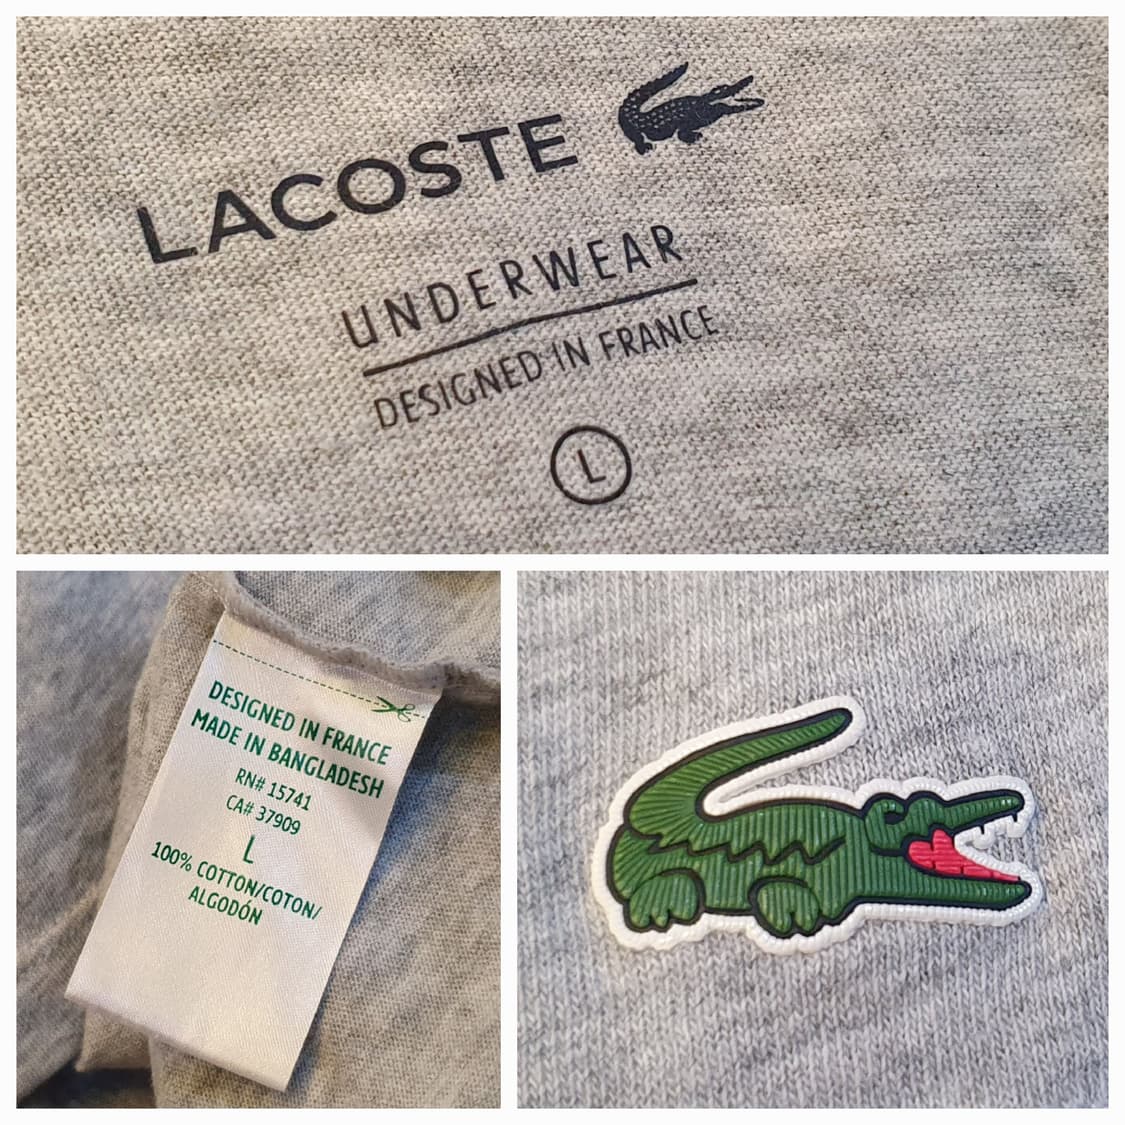 LACOSTE
UNDERWEAR
DESIGNED IN FRANCE
L
DESIGNED IN FRANCE
MADE IN BANGLADESH
RN# 15741
CA# 37909
L
100% COTTON/COTON/
ALGODÓN